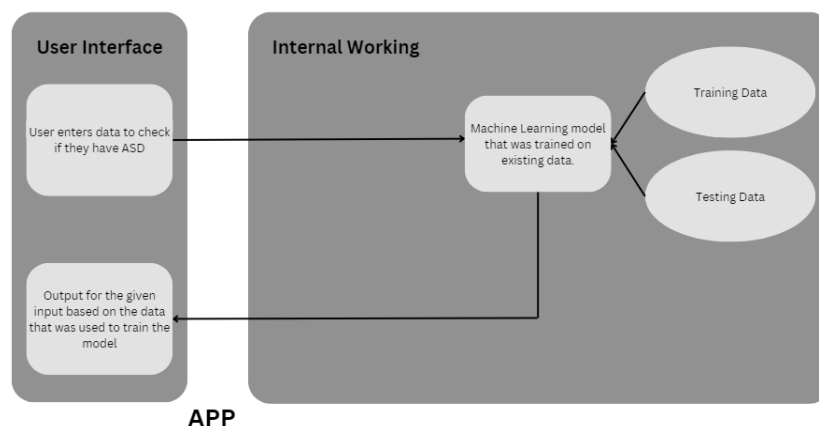 User Interface
Internal Working
User enters data to check
if they have ASD
Machine Learning model
that was trained on
existing data.
Training Data
Testing Data
Output for the given
input based on the data
that was used to train the
model
APP